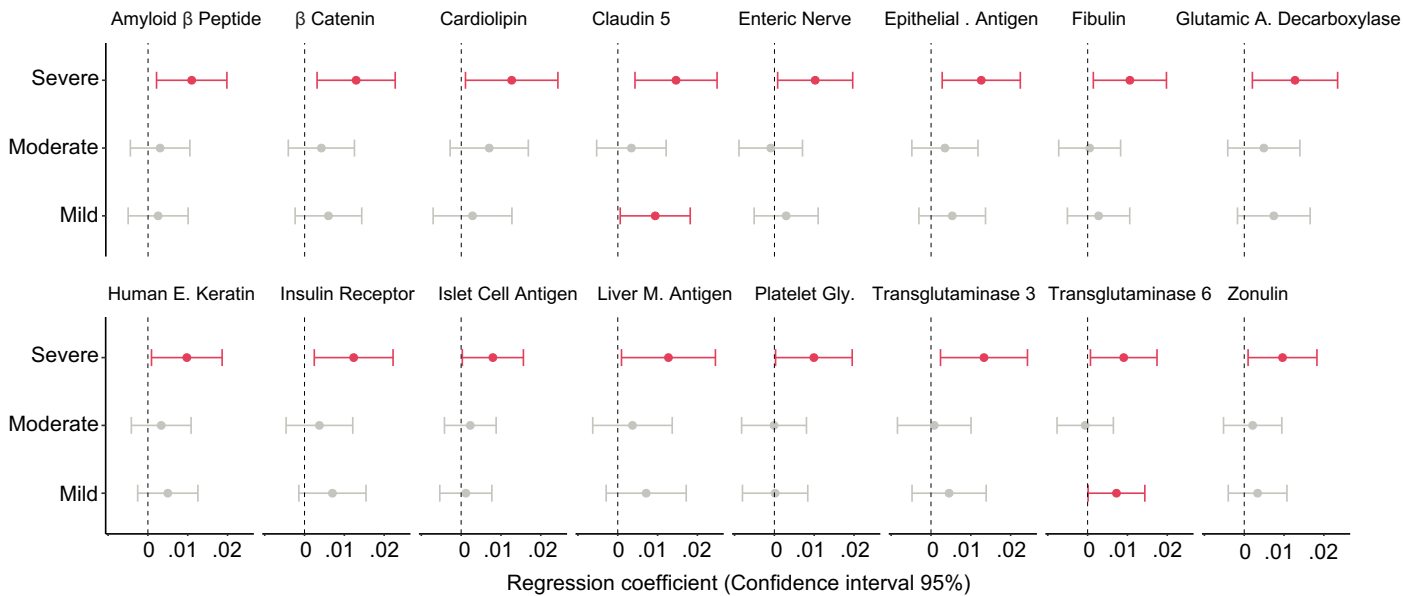 Amyloid β Peptide β Catenin Cardiolipin Claudin 5 Enteric Nerve Epithelial . Antigen Fibulin Glutamic A. Decarboxylase
Severe
Moderate
Mild
Human E. Keratin Insulin Receptor Islet Cell Antigen Liver M. Antigen Platelet Gly. Transglutaminase 3 Transglutaminase 6 Zonulin
Severe
Moderate
Mild
0 .01 .02 0 .01 .02 0 .01 .02 0 .01 .02 0 .01 .02 0 .01 .02 0 .01 .02 0 .01 .02
Regression coefficient (Confidence interval 95%)